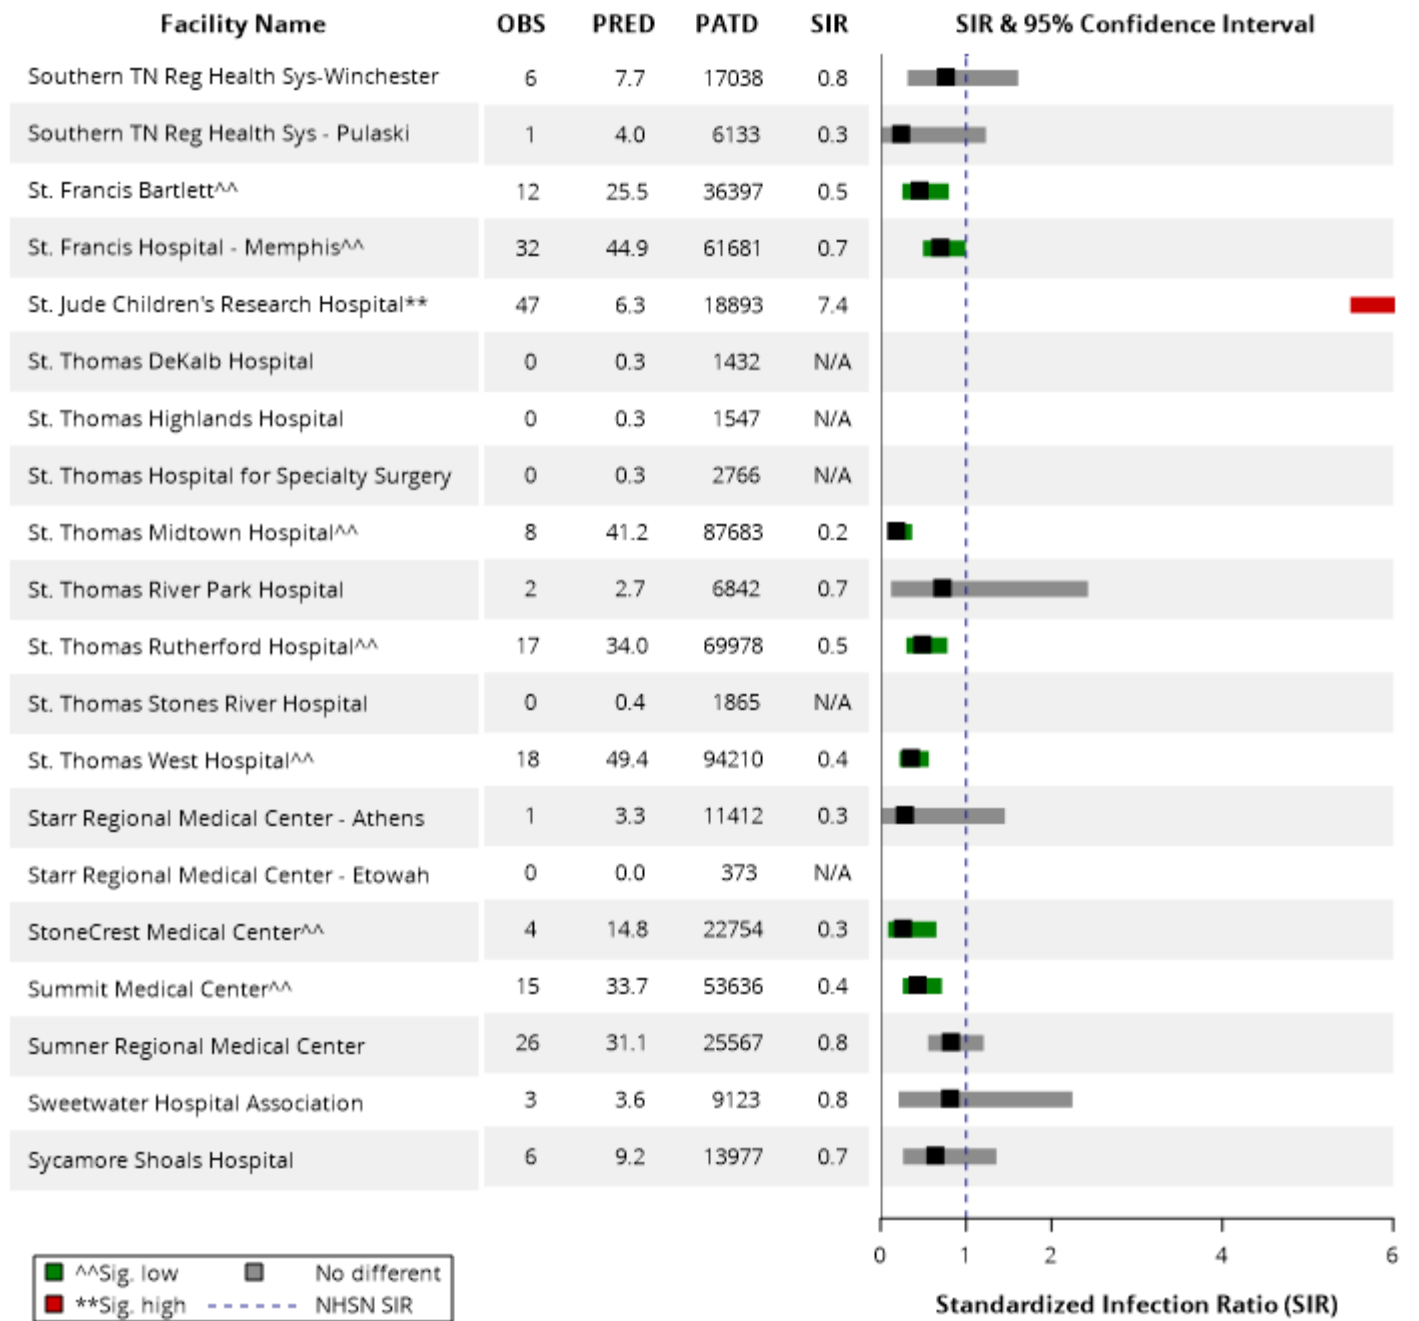 Facility Name OBS PRED PATD SIR SIR & 95% Confidence Interval
Southern TN Reg Health Sys-Winchester 6 7.7 17038 0.8
Southern TN Reg Health Sys - Pulaski 1 4.0 6133 0.3
St. Francis Bartlett^^ 12 25.5 36397 0.5
St. Francis Hospital - Memphis^^ 32 44.9 61681 0.7
St. Jude Children's Research Hospital** 47 6.3 18893 7.4
St. Thomas DeKalb Hospital 0 0.3 1432 N/A
St. Thomas Highlands Hospital 0 0.3 1547 N/A
St. Thomas Hospital for Specialty Surgery 0 0.3 2766 N/A
St. Thomas Midtown Hospital^^ 8 41.2 87683 0.2
St. Thomas River Park Hospital 2 2.7 6842 0.7
St. Thomas Rutherford Hospital^^ 17 34.0 69978 0.5
St. Thomas Stones River Hospital 0 0.4 1865 N/A
St. Thomas West Hospital^^ 18 49.4 94210 0.4
Starr Regional Medical Center - Athens 1 3.3 11412 0.3
Starr Regional Medical Center - Etowah 0 0.0 373 N/A
StoneCrest Medical Center^^ 4 14.8 22754 0.3
Summit Medical Center^^ 15 33.7 53636 0.4
Sumner Regional Medical Center 26 31.1 25567 0.8
Sweetwater Hospital Association 3 3.6 9123 0.8
Sycamore Shoals Hospital 6 9.2 13977 0.7
0 1 2 4 6
^^Sig. low No different
**Sig. high NHSN SIR
Standardized Infection Ratio (SIR)